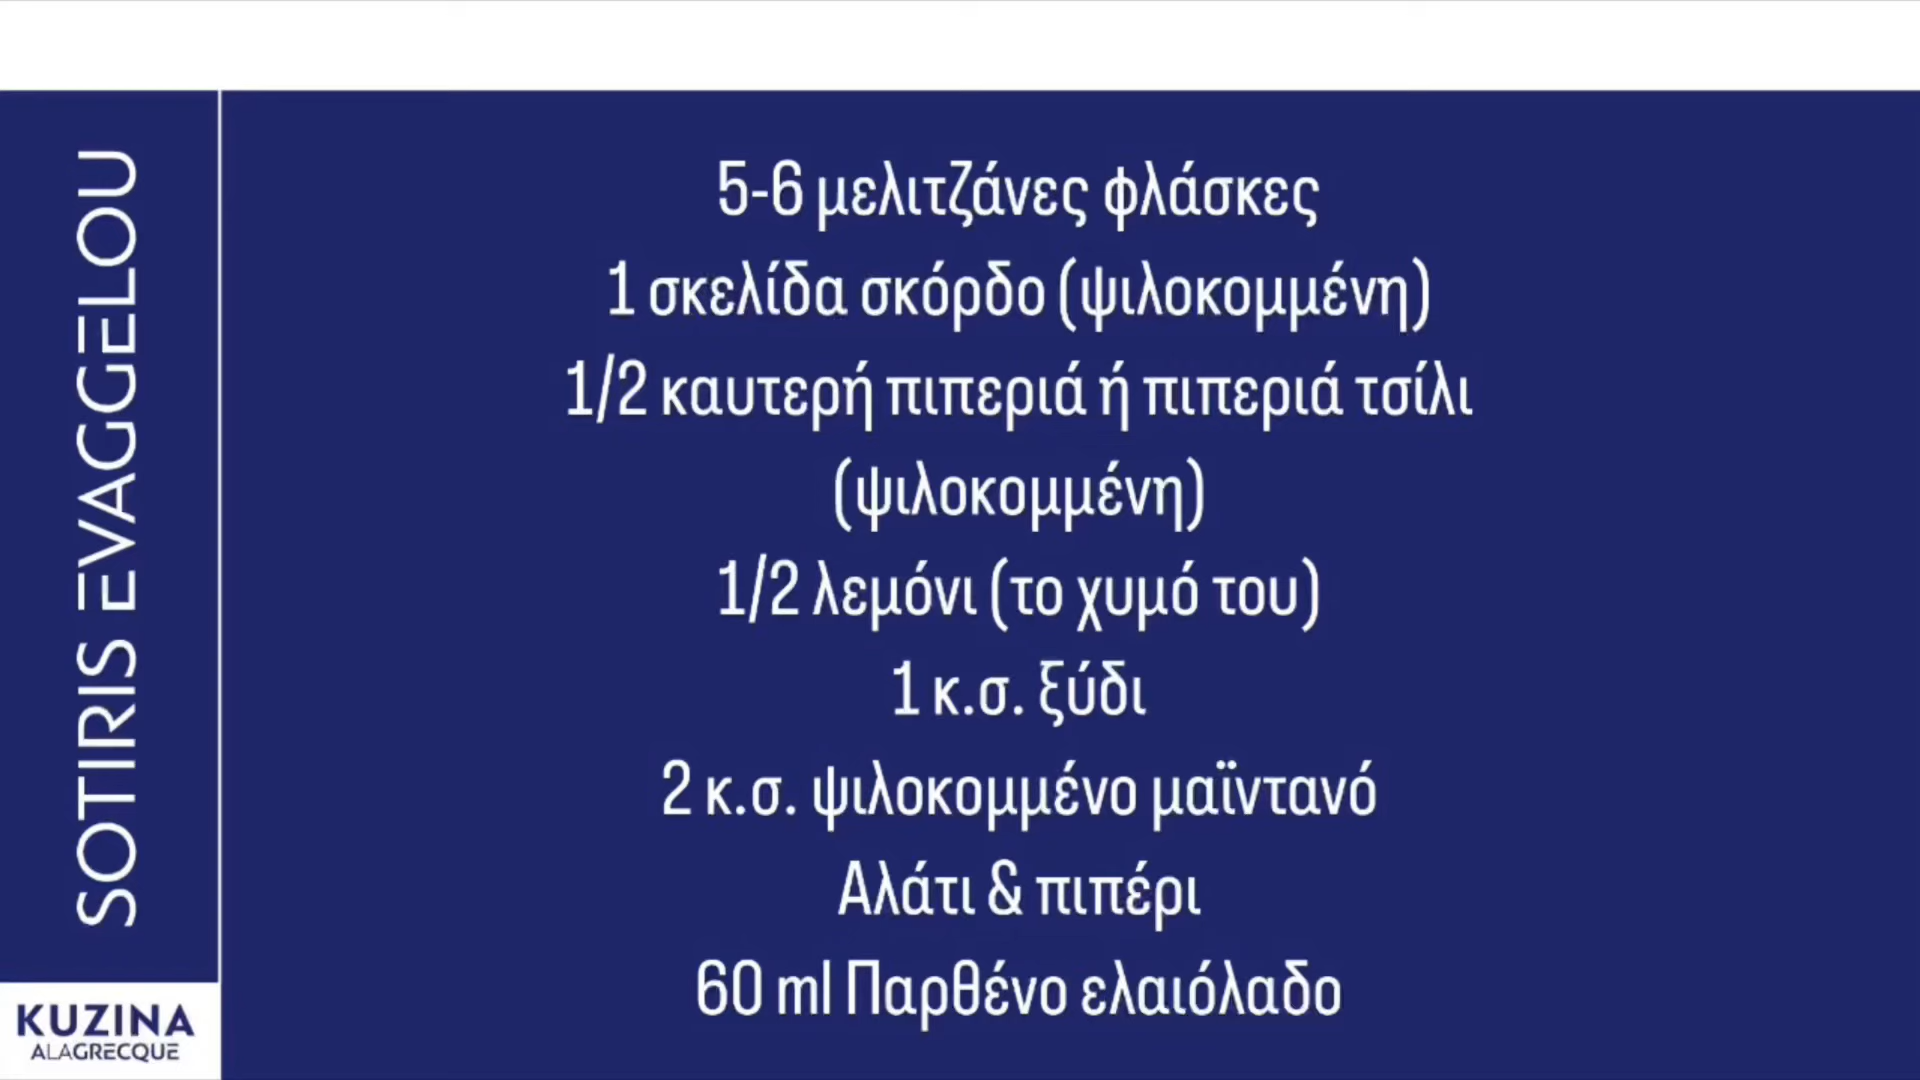 SOTIRIS EVAGGELOU
5-6 μελιτζάνες φλάσκες
1 σκελίδα σκόρδο (ψιλοκομμένη)
1/2 καυτερή πιπεριά ή πιπεριά τσίλι
(ψιλοκομμένη)
1/2 λεμόνι (το χυμό του)
1 κ.σ. ξύδι
2 κ.σ. ψιλοκομμένο μαϊντανό
Αλάτι & πιπέρι
60 ml Παρθένο ελαιόλαδο
KUZINA
ALAGRECQUE